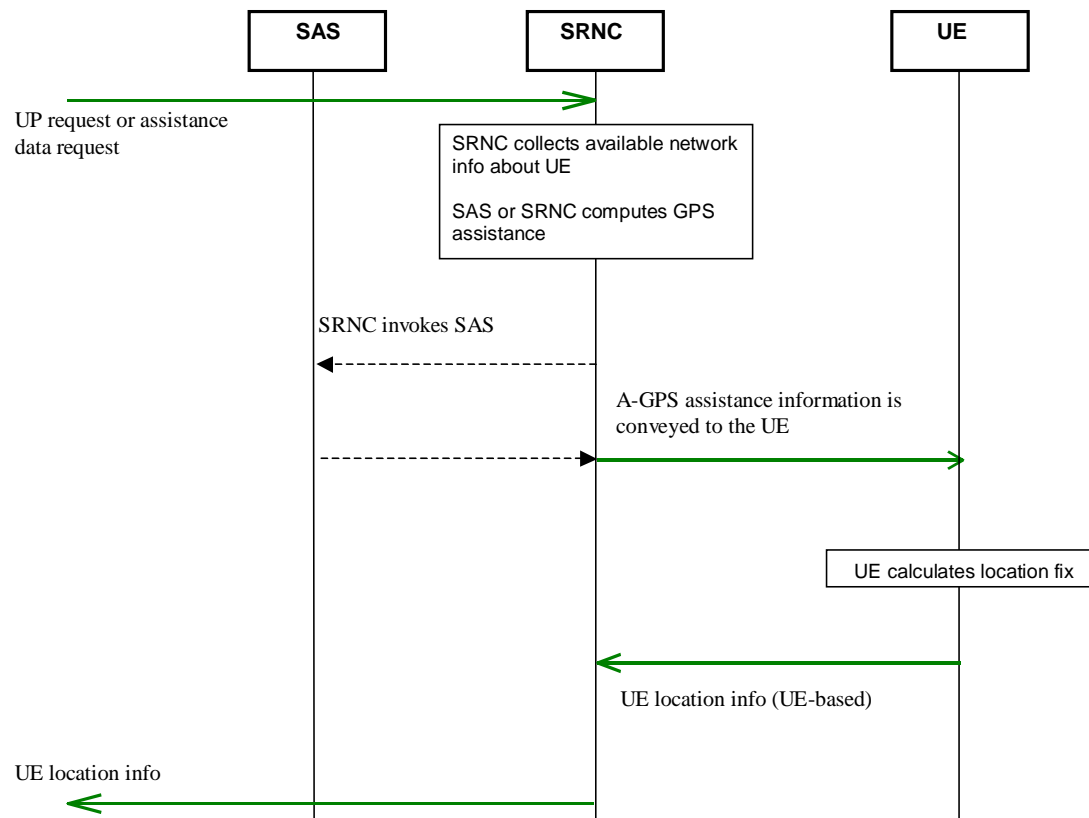 SAS
SRNC
UE
UP request or assistance
data request
SRNC collects available network
info about UE
SAS or SRNC computes GPS
assistance
SRNC invokes SAS
A-GPS assistance information is
conveyed to the UE
UE calculates location fix
UE location info (UE-based)
UE location info